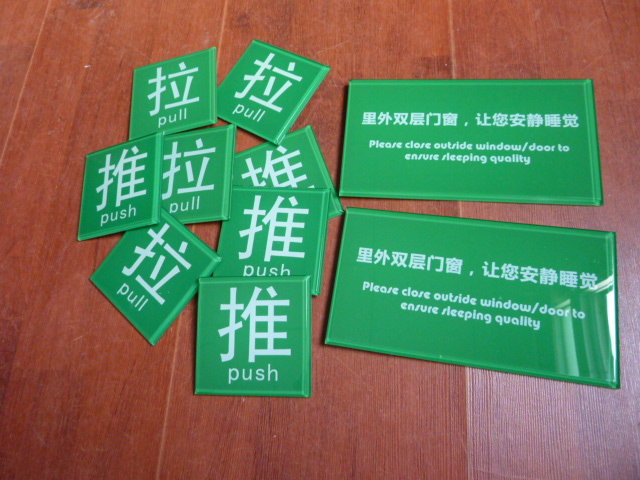 拉
pull
拉
pull
推
push
拉
pull
推
拉
pull
推
push
推
push
里外双层门窗，让您安静睡觉
Please close outside window/door to
ensure sleeping quality
里外双层门窗，让您安静睡觉
Please close outside window/door to
ensure sleeping quality